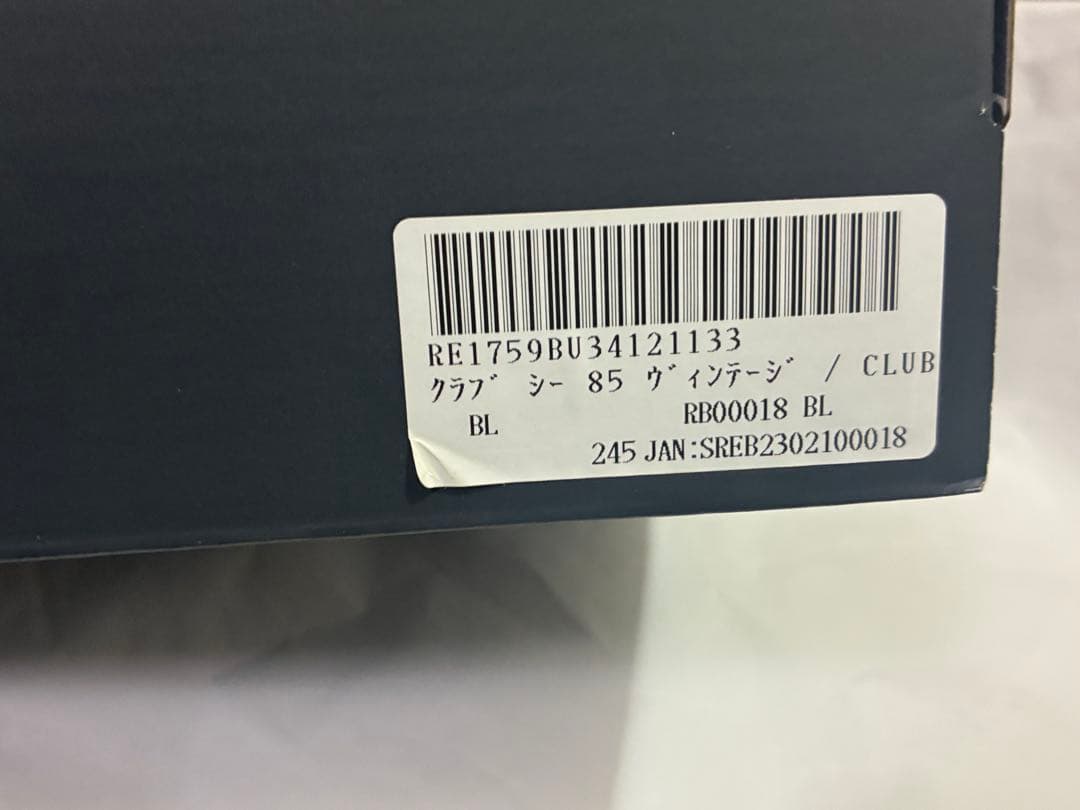 RE1759BU34121133
ｸﾗﾌﾞ ｼｰ 85 ｳﾞｨﾝﾃｰｼﾞ / CLUB
BL RB00018 BL
245 JAN:SREB2302100018